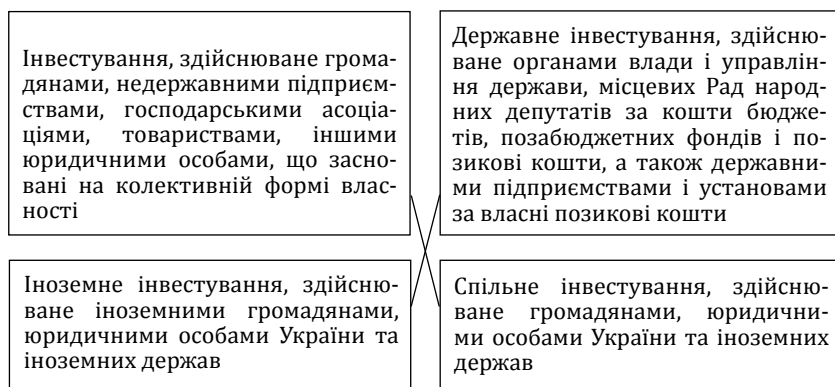 Інвестування, здійснюване грома-
дянами, недержавними підприєм-
ствами, господарськими асоціа-
ціями, товариствами, іншими
юридичними особами, що засно-
вані на колективній формі влас-
ності
Державне інвестування, здійсню-
ване органами влади і управлін-
ня держави, місцевих Рад народ-
них депутатів за кошти бюдже-
тів, позабюджетних фондів і по-
зикові кошти, а також державни-
ми підприємствами і установами
за власні позикові кошти
Іноземне інвестування, здійсню-
ване іноземними громадянами,
юридичними особами України та
іноземних держав
Спільне інвестування, здійсню-
ване громадянами, юридични-
ми особами України та іноземних
держав